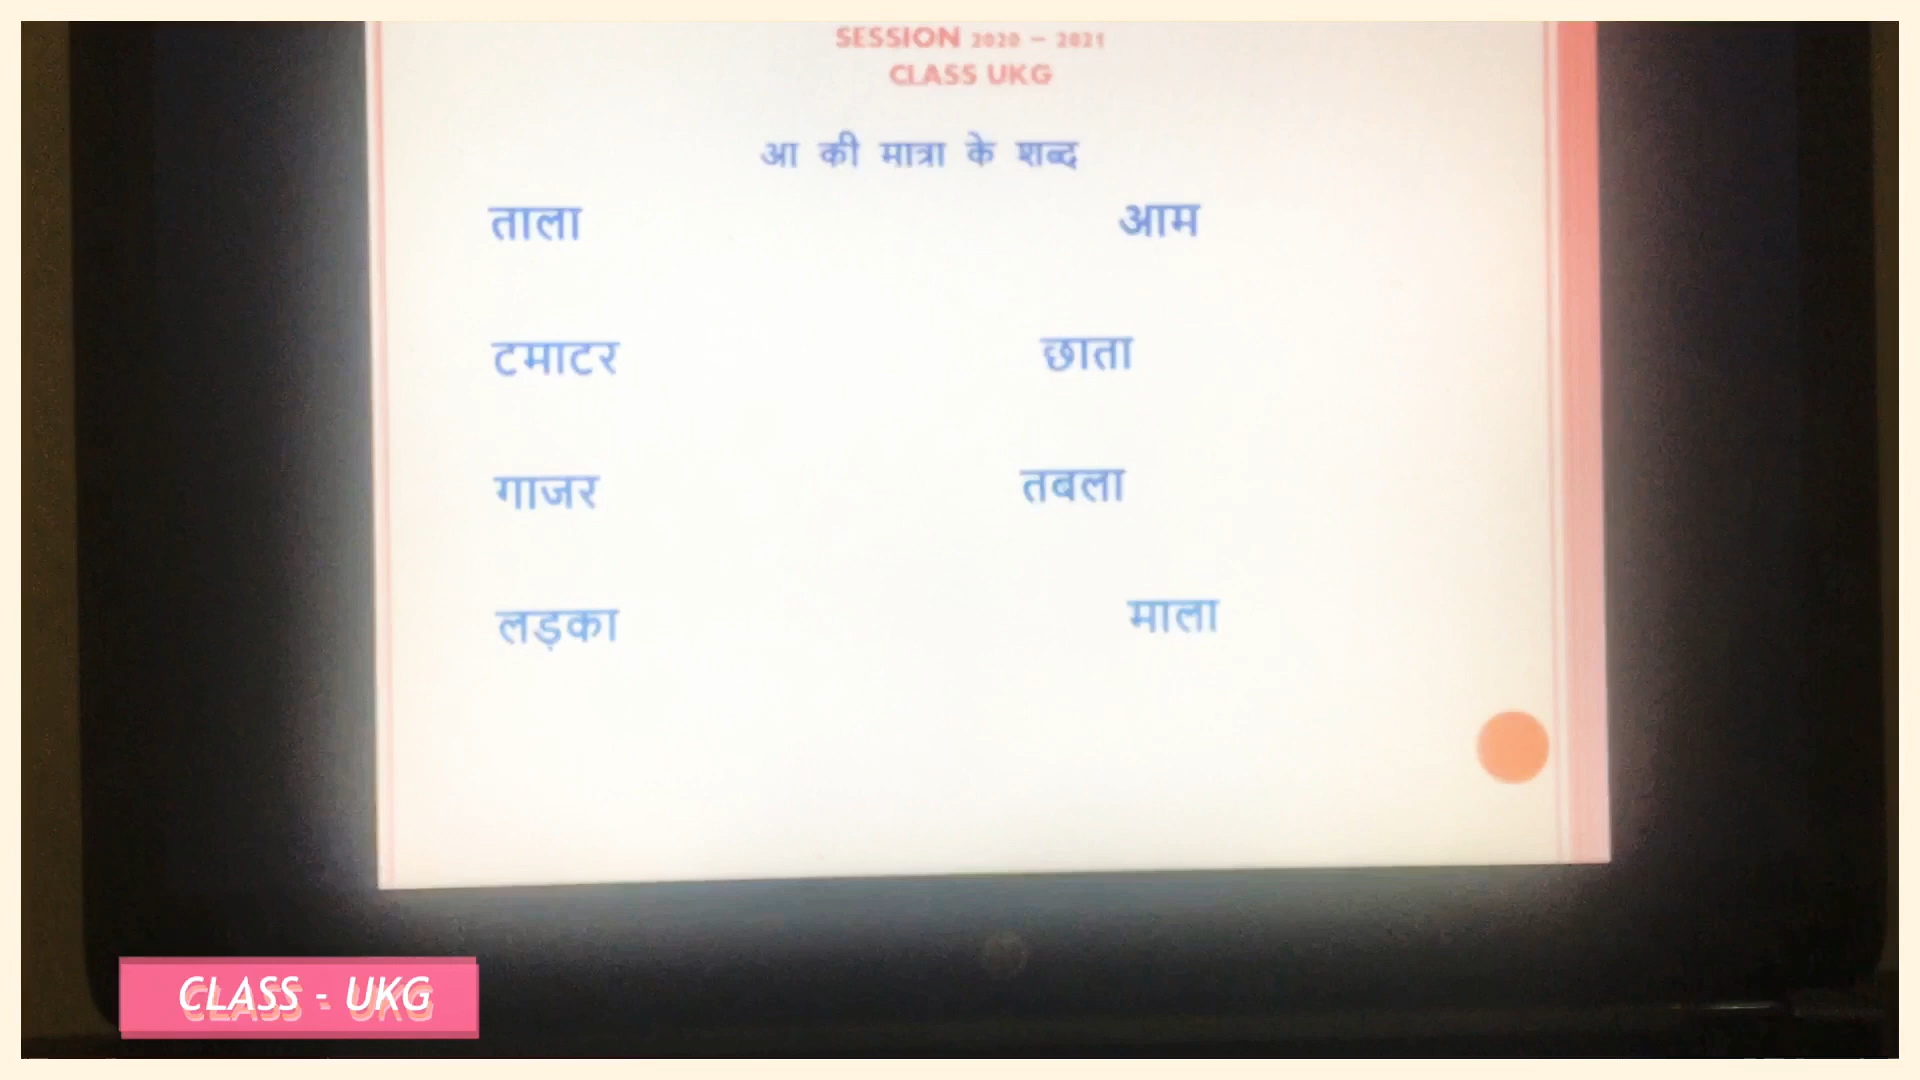 SESSION 2020 – 2021
CLASS UKG
आ की मात्रा के शब्द
ताला आम
टमाटर छाता
गाजर तबला
लड़का माला
CLASS - UKG